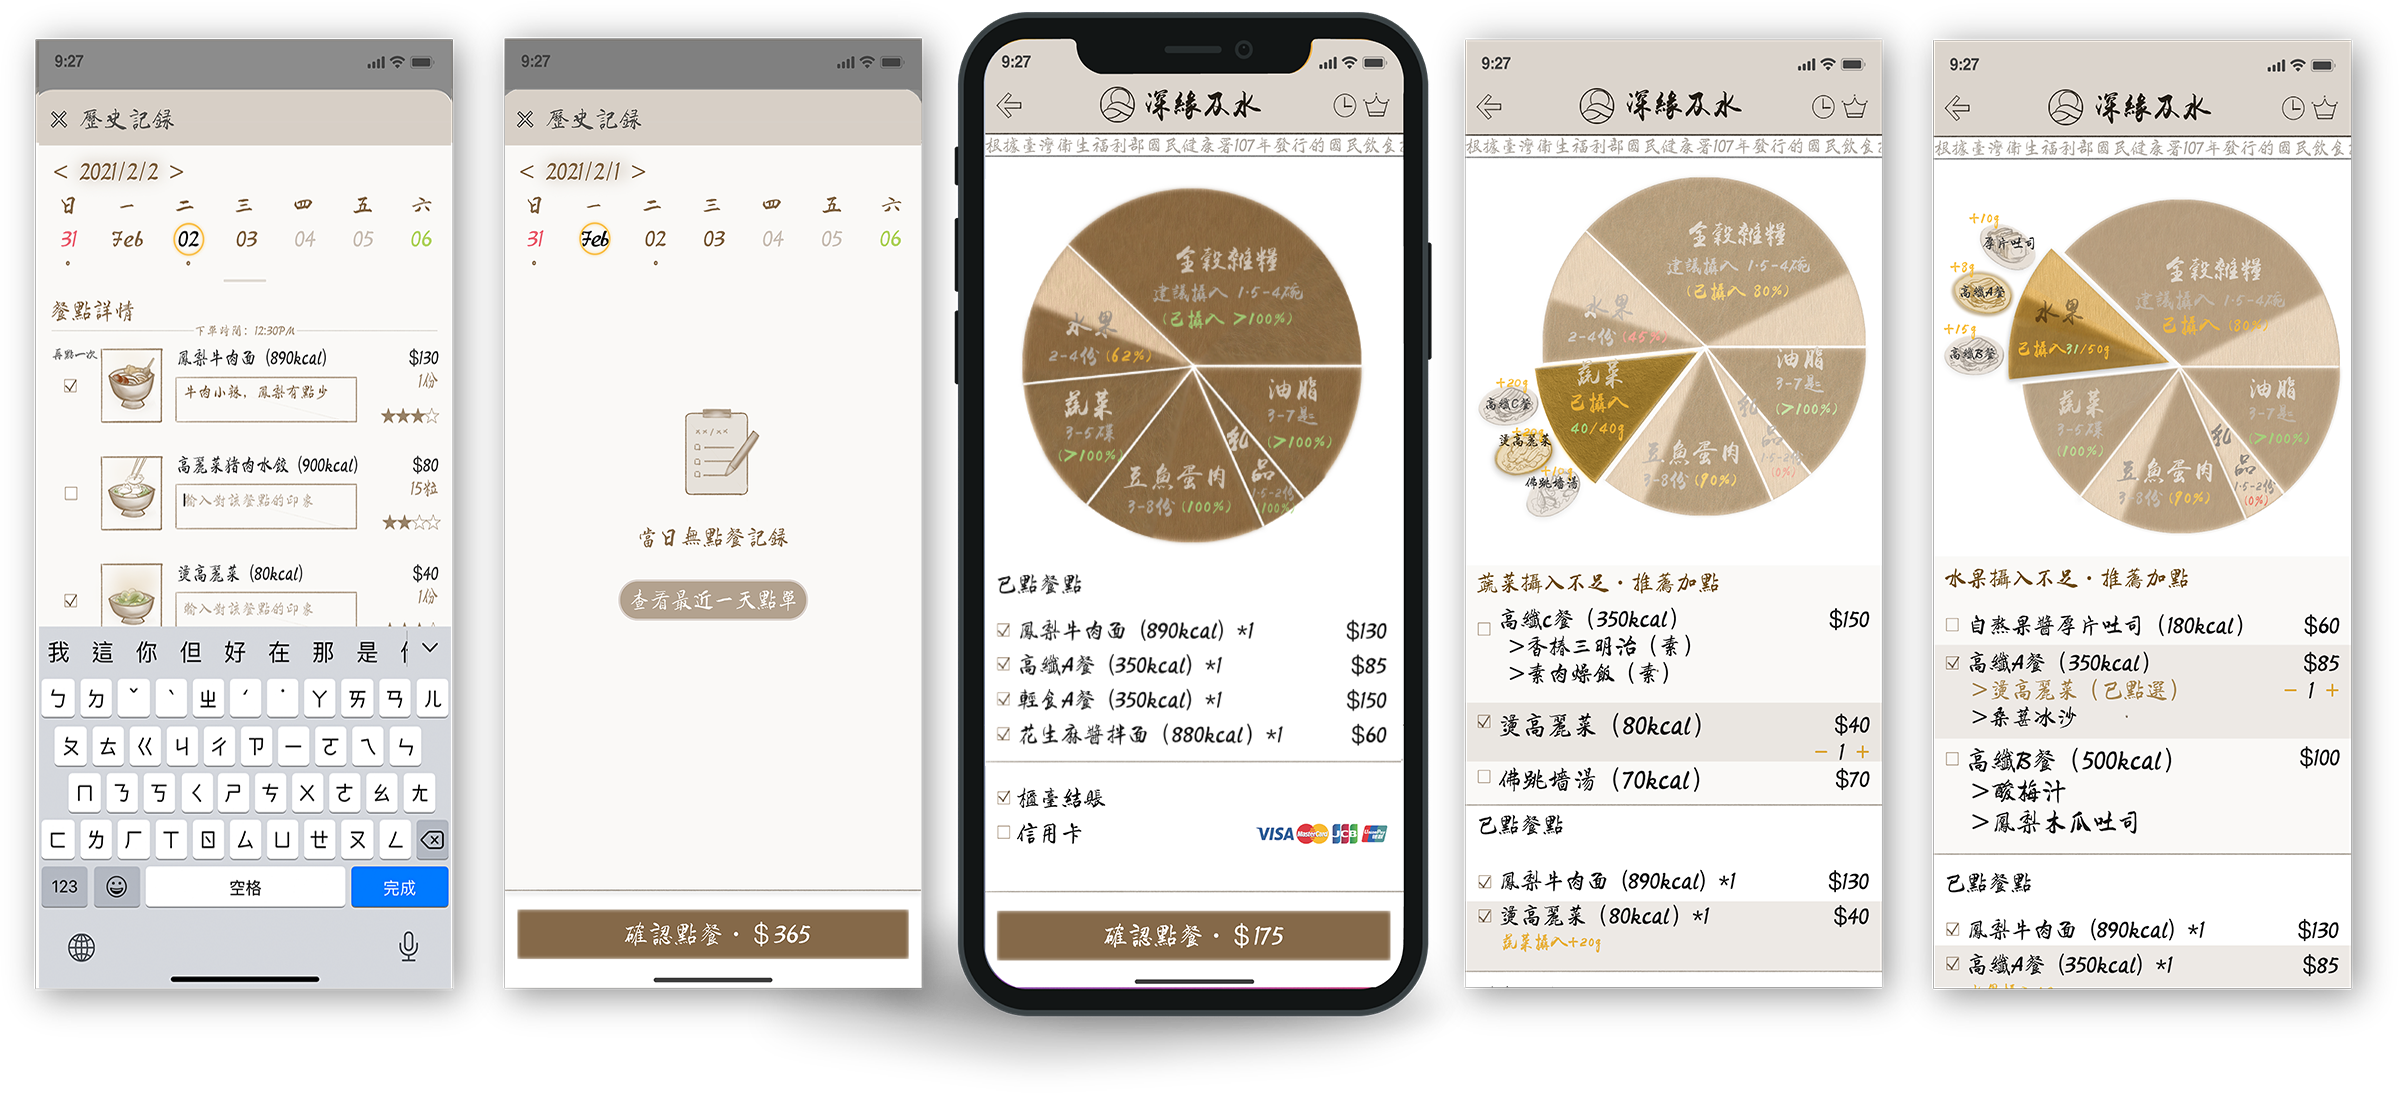 9:27
歷史記録
< 2021/2/2 >
日 一 二 三 四 五 六
31 Feb 02 03 04 05 06
餐點詳情
下單時間：12:30PM
再點一次
鳳梨牛肉面（890kcal） $130
牛肉小辣，鳳梨有點少
1份
高麗菜猪肉水餃（900kcal） $80
輸入對該餐點的印象
15粒
燙高麗菜（80kcal） $40
輸入對該餐點的印象
1份
我 這 你 但 好 在 那 是
ㄅ ㄉ ˇ ˋ ㄓ ˊ ˙ ㄚ ㄞ ㄢ ㄦ
ㄆ ㄊ ㄍ ㄐ ㄔ ㄗ ㄧ ㄛ ㄟ ㄣ
ㄇ ㄋ ㄎ ㄑ ㄕ ㄘ ㄨ ㄜ ㄠ ㄤ
ㄈ ㄌ ㄏ ㄒ ㄖ ㄙ ㄩ ㄝ ㄡ ㄥ
123 空格 完成
9:27
歷史記録
< 2021/2/1 >
日 一 二 三 四 五 六
31 Feb 02 03 04 05 06
xx/xx
當日無點餐記録
查看最近一天點單
確認點餐·$365
9:27
深緣及水
根據臺灣衛生福利部國民健康署107年發行的國民飲食
全穀雜糧
建議攝入 1.5-4碗
(已攝入 >100%)
水果
2-4份 (62%)
蔬菜
3-5碟
(>100%)
豆魚蛋肉
3-8份 (100%)
乳品
1.5-2份
100%
油脂
3-7匙
(>100%)
已點餐點
鳳梨牛肉面（890kcal）*1 $130
高纖A餐（350kcal）*1 $85
輕食A餐（350kcal）*1 $150
花生麻醬拌面（880kcal）*1 $60
櫃臺結賬
信用卡 VISA MasterCard JCB UnionPay
確認點餐·$175
9:27
深緣及水
根據臺灣衛生福利部國民健康署107年發行的國民飲食
全穀雜糧
建議攝入 1.5-4碗
(已攝入 80%)
水果
2-4份 (45%)
蔬菜
已攝入
40/40g
豆魚蛋肉
3-8份 (90%)
乳品
1.5-2份
(0%)
油脂
3-7匙
(>100%)
+20g
高纖C餐
+20g
燙高麗菜
+10g
佛跳墻湯
蔬菜攝入不足·推薦加點
高纖c餐（350kcal） $150
>香椿三明治（素）
>素肉燥飯（素）
燙高麗菜（80kcal） $40
− 1 +
佛跳墻湯（70kcal） $70
已點餐點
鳳梨牛肉面（890kcal）*1 $130
燙高麗菜（80kcal）*1 $40
蔬菜攝入+20g
9:27
深緣及水
根據臺灣衛生福利部國民健康署107年發行的國民飲食
全穀雜糧
建議攝入 1.5-4碗
已攝入 (80%)
水果
已攝入31/50g
蔬菜
3-5碟
(100%)
豆魚蛋肉
3-8份 (90%)
乳品
1.5-2份
(0%)
油脂
3-7匙
(>100%)
+10g
厚片吐司
+8g
高纖A餐
+15g
高纖B餐
水果攝入不足·推薦加點
自熬果醬厚片吐司（180kcal） $60
高纖A餐（350kcal） $85
>燙高麗菜（已點選） − 1 +
>桑葚冰沙
高纖B餐（500kcal） $100
>酸梅汁
>鳳梨木瓜吐司
已點餐點
鳳梨牛肉面（890kcal）*1 $130
高纖A餐（350kcal）*1 $85